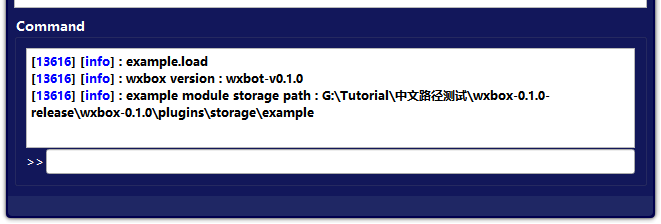 Command
[13616] [info] : example.load
[13616] [info] : wxbox version : wxbot-v0.1.0
[13616] [info] : example module storage path : G:\Tutorial\中文路径测试\wxbox-0.1.0-
release\wxbox-0.1.0\plugins\storage\example
>>